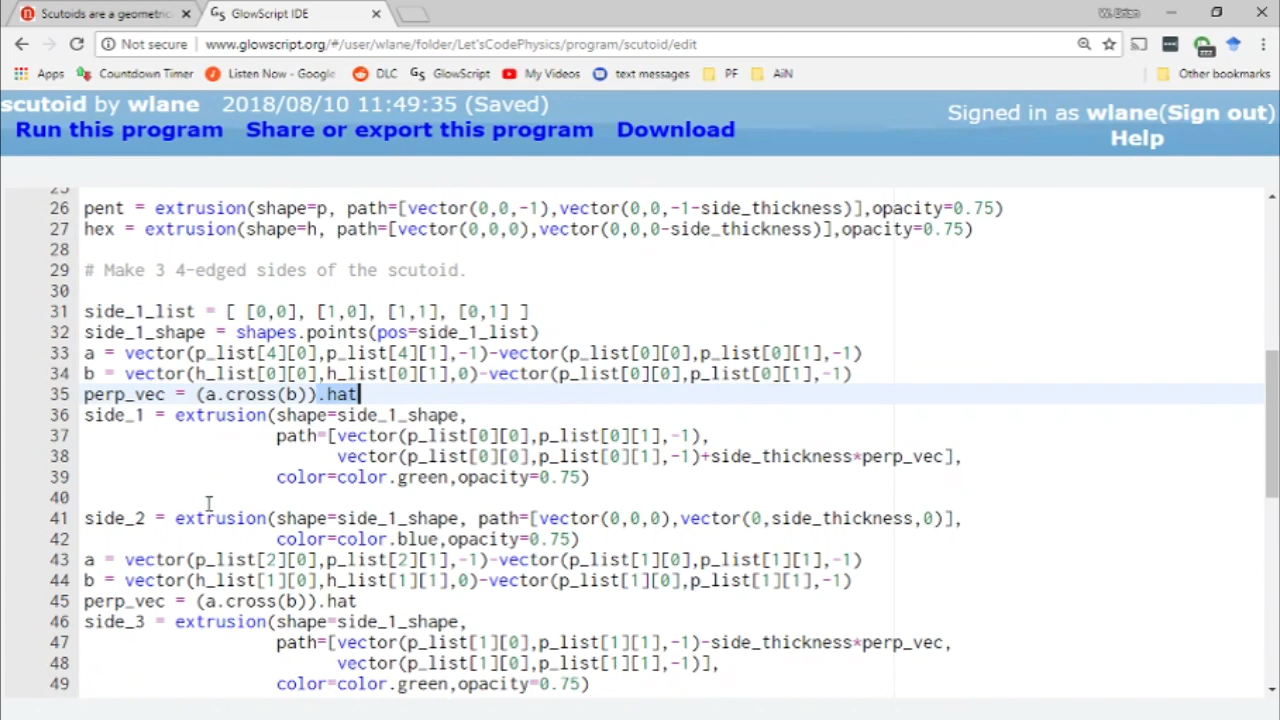 Scutoids are a geometric
GlowScript IDE
Not secure
www.glowscript.org/#/user/wlane/folder/Let'sCodePhysics/program/scutoid/edit
Apps Countdown Timer Listen Now - Google DLC GlowScript My Videos text messages PF AiiN Other bookmarks
scutoid by wlane 2018/08/10 11:49:35 (Saved)
Signed in as wlane(Sign out)
Run this program Share or export this program Download
Help
25
26 pent = extrusion(shape=p, path=[vector(0,0,-1),vector(0,0,-1-side_thickness)],opacity=0.75)
27 hex = extrusion(shape=h, path=[vector(0,0,0),vector(0,0,0-side_thickness)],opacity=0.75)
28
29 # Make 3 4-edged sides of the scutoid.
30
31 side_1_list = [ [0,0], [1,0], [1,1], [0,1] ]
32 side_1_shape = shapes.points(pos=side_1_list)
33 a = vector(p_list[4][0],p_list[4][1],-1)-vector(p_list[0][0],p_list[0][1],-1)
34 b = vector(h_list[0][0],h_list[0][1],0)-vector(p_list[0][0],p_list[0][1],-1)
35 perp_vec = (a.cross(b)).hat
36 side_1 = extrusion(shape=side_1_shape,
37 path=[vector(p_list[0][0],p_list[0][1],-1),
38 vector(p_list[0][0],p_list[0][1],-1)+side_thickness*perp_vec],
39 color=color.green,opacity=0.75)
40
41 side_2 = extrusion(shape=side_1_shape, path=[vector(0,0,0),vector(0,side_thickness,0)],
42 color=color.blue,opacity=0.75)
43 a = vector(p_list[2][0],p_list[2][1],-1)-vector(p_list[1][0],p_list[1][1],-1)
44 b = vector(h_list[1][0],h_list[1][1],0)-vector(p_list[1][0],p_list[1][1],-1)
45 perp_vec = (a.cross(b)).hat
46 side_3 = extrusion(shape=side_1_shape,
47 path=[vector(p_list[1][0],p_list[1][1],-1)-side_thickness*perp_vec,
48 vector(p_list[1][0],p_list[1][1],-1)],
49 color=color.green,opacity=0.75)